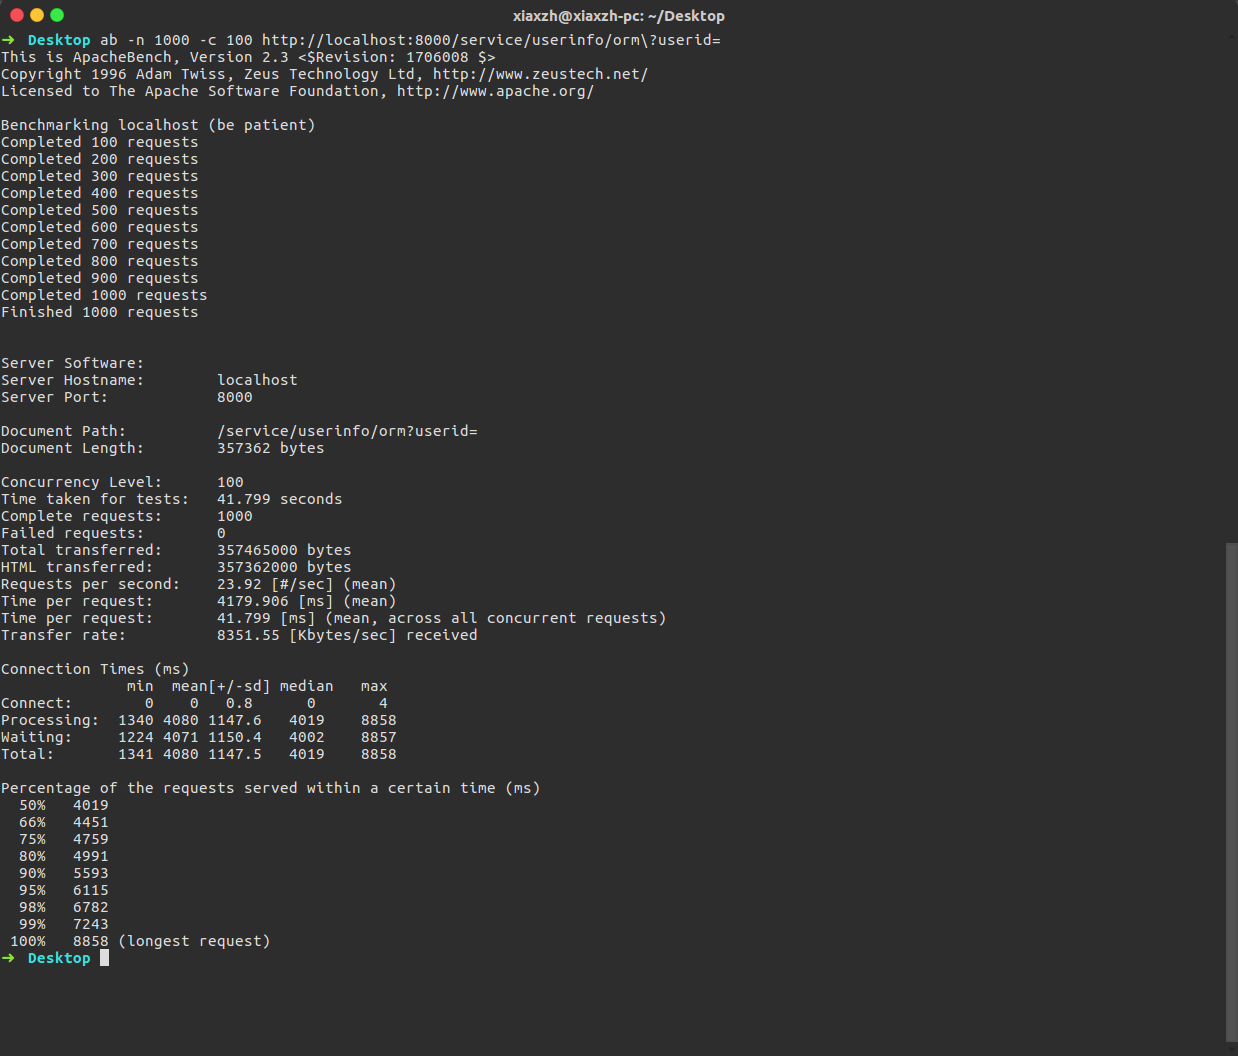 xiaxzh@xiaxzh-pc: ~/Desktop
➜  Desktop ab -n 1000 -c 100 http://localhost:8000/service/userinfo/orm\?userid=
This is ApacheBench, Version 2.3 <$Revision: 1706008 $>
Copyright 1996 Adam Twiss, Zeus Technology Ltd, http://www.zeustech.net/
Licensed to The Apache Software Foundation, http://www.apache.org/

Benchmarking localhost (be patient)
Completed 100 requests
Completed 200 requests
Completed 300 requests
Completed 400 requests
Completed 500 requests
Completed 600 requests
Completed 700 requests
Completed 800 requests
Completed 900 requests
Completed 1000 requests
Finished 1000 requests


Server Software:
Server Hostname:        localhost
Server Port:            8000

Document Path:          /service/userinfo/orm?userid=
Document Length:        357362 bytes

Concurrency Level:      100
Time taken for tests:   41.799 seconds
Complete requests:      1000
Failed requests:        0
Total transferred:      357465000 bytes
HTML transferred:       357362000 bytes
Requests per second:    23.92 [#/sec] (mean)
Time per request:       4179.906 [ms] (mean)
Time per request:       41.799 [ms] (mean, across all concurrent requests)
Transfer rate:          8351.55 [Kbytes/sec] received

Connection Times (ms)
              min  mean[+/-sd] median   max
Connect:        0    0   0.8      0       4
Processing:  1340 4080 1147.6   4019    8858
Waiting:     1224 4071 1150.4   4002    8857
Total:       1341 4080 1147.5   4019    8858

Percentage of the requests served within a certain time (ms)
  50%   4019
  66%   4451
  75%   4759
  80%   4991
  90%   5593
  95%   6115
  98%   6782
  99%   7243
 100%   8858 (longest request)
➜  Desktop